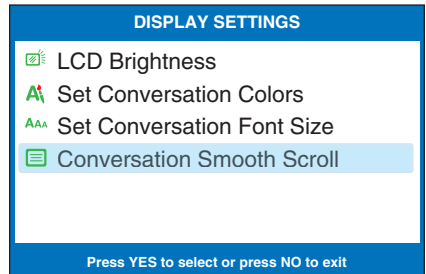 DISPLAY SETTINGS
LCD Brightness
Set Conversation Colors
Set Conversation Font Size
Conversation Smooth Scroll
Press YES to select or press NO to exit